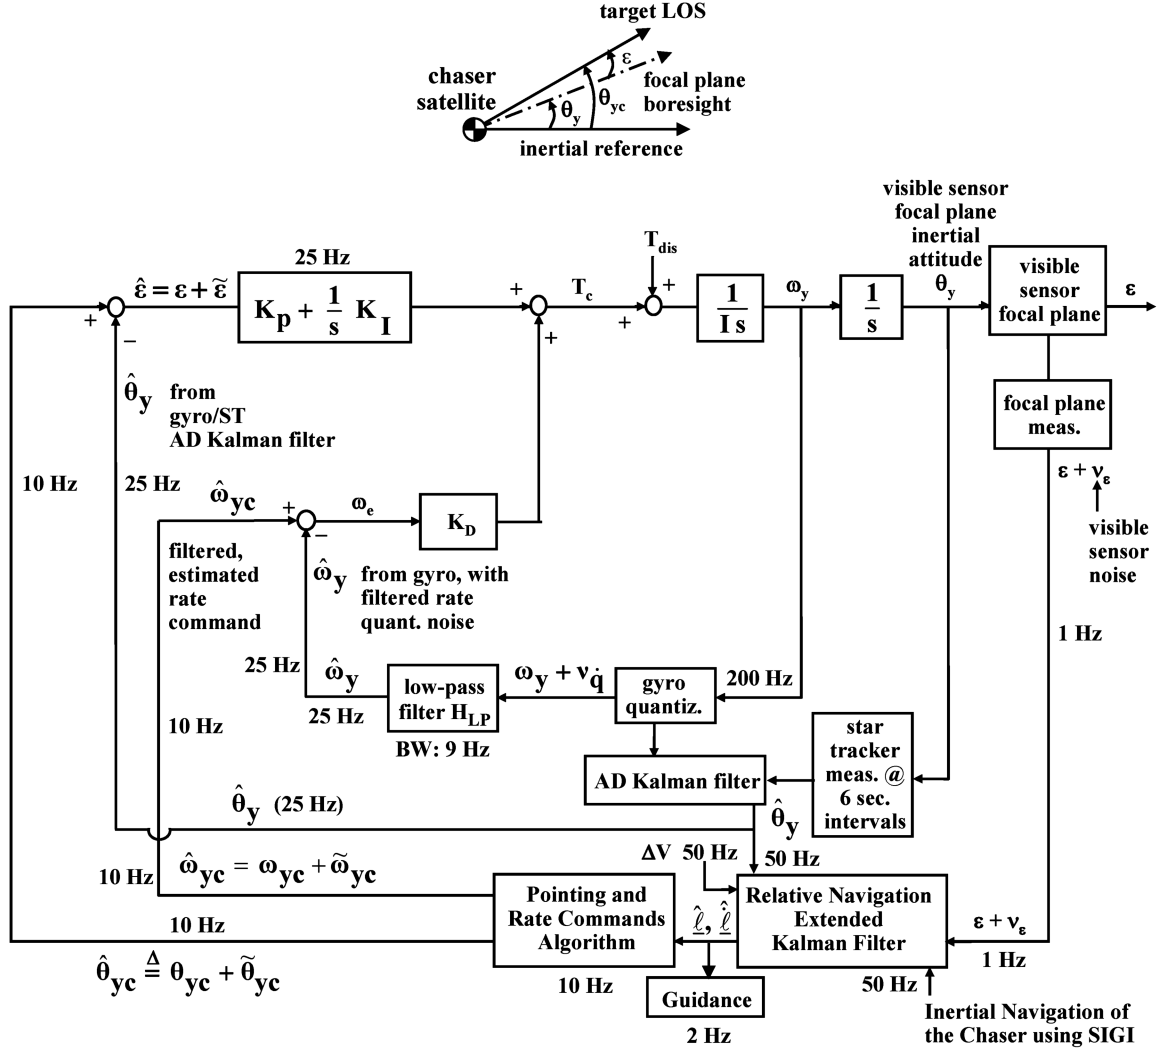 target LOS
ε
chaser
satellite
focal plane
boresight
θyc
θy
inertial reference
visible sensor
focal plane
inertial
attitude
θy
Tdis
25 Hz
ε̂ = ε + ε̃
Kp + 1/s KI
+
−
+
+
Tc
+
+
1/(I s)
ωy
1/s
visible
sensor
focal plane
ε
θ̂y from
gyro/ST
AD Kalman filter
focal plane
meas.
10 Hz
25 Hz
ω̂yc
+
−
ωe
KD
ε + νε
visible
sensor
noise
filtered,
estimated
rate
command
ω̂y from gyro, with
filtered rate
quant. noise
1 Hz
25 Hz
ω̂y
25 Hz
low-pass
filter HLP
BW: 9 Hz
ωy + νq̇
gyro
quantiz.
200 Hz
10 Hz
star
tracker
meas. @
6 sec.
intervals
AD Kalman filter
θ̂y (25 Hz)
θ̂y
ΔV 50 Hz
50 Hz
ω̂yc = ωyc + ω̃yc
10 Hz
Pointing and
Rate Commands
Algorithm
ℓ̂, ℓ̇̂
Relative Navigation
Extended
Kalman Filter
ε + νε
1 Hz
10 Hz
θ̂yc ≜ θyc + θ̃yc
10 Hz
50 Hz
Guidance
2 Hz
Inertial Navigation of
the Chaser using SIGI